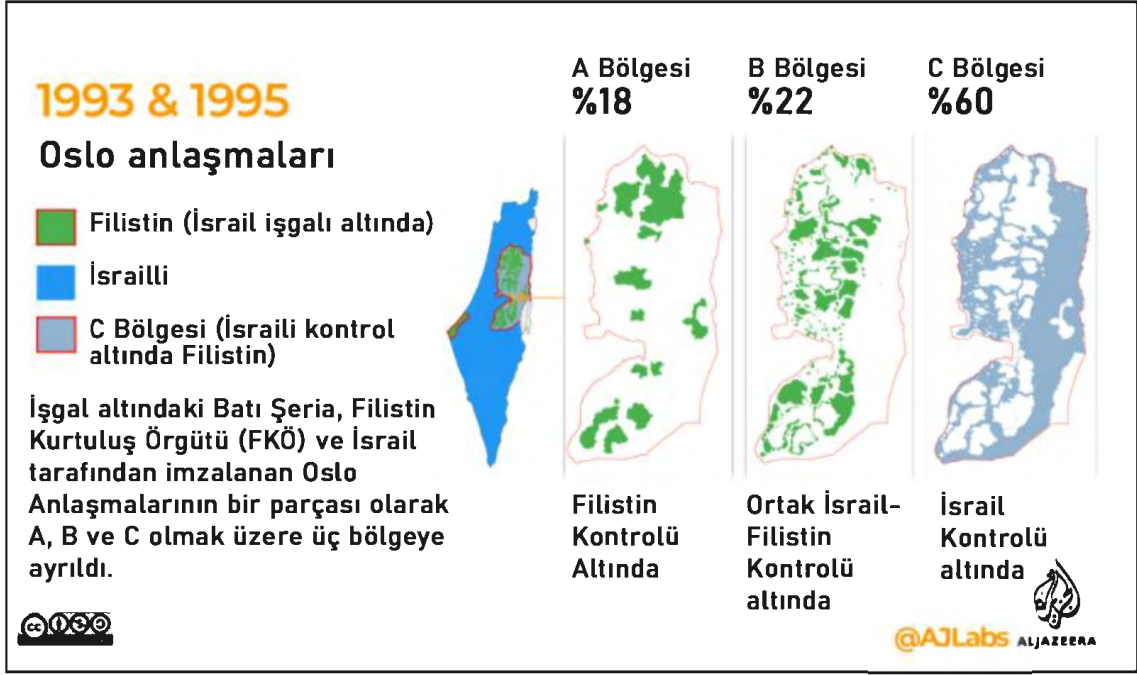 1993 & 1995
Oslo anlaşmaları
Filistin (İsrail işgalı altında)
İsrailli
C Bölgesi (İsraili kontrol
altında Filistin)
İşgal altındaki Batı Şeria, Filistin
Kurtuluş Örgütü (FKÖ) ve İsrail
tarafından imzalanan Oslo
Anlaşmalarının bir parçası olarak
A, B ve C olmak üzere üç bölgeye
ayrıldı.
A Bölgesi
%18
Filistin
Kontrolü
Altında
B Bölgesi
%22
Ortak İsrail-
Filistin
Kontrolü
altında
C Bölgesi
%60
İsrail
Kontrolü
altında
cc
@AJLabs
ALJAZEERA